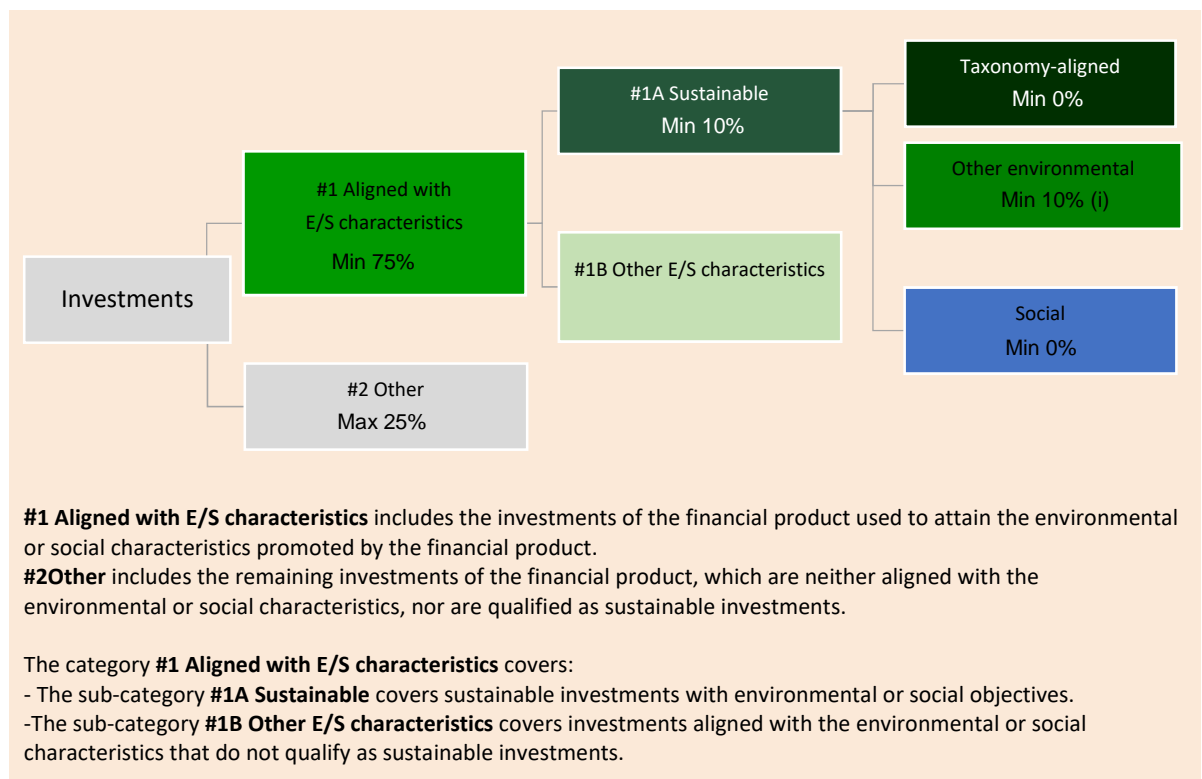 Investments
#1 Aligned with
E/S characteristics
Min 75%
#2 Other
Max 25%
#1A Sustainable
Min 10%
#1B Other E/S characteristics
Taxonomy-aligned
Min 0%
Other environmental
Min 10% (i)
Social
Min 0%
#1 Aligned with E/S characteristics includes the investments of the financial product used to attain the environmental
or social characteristics promoted by the financial product.
#2Other includes the remaining investments of the financial product, which are neither aligned with the
environmental or social characteristics, nor are qualified as sustainable investments.
The category #1 Aligned with E/S characteristics covers:
- The sub-category #1A Sustainable covers sustainable investments with environmental or social objectives.
-The sub-category #1B Other E/S characteristics covers investments aligned with the environmental or social
characteristics that do not qualify as sustainable investments.